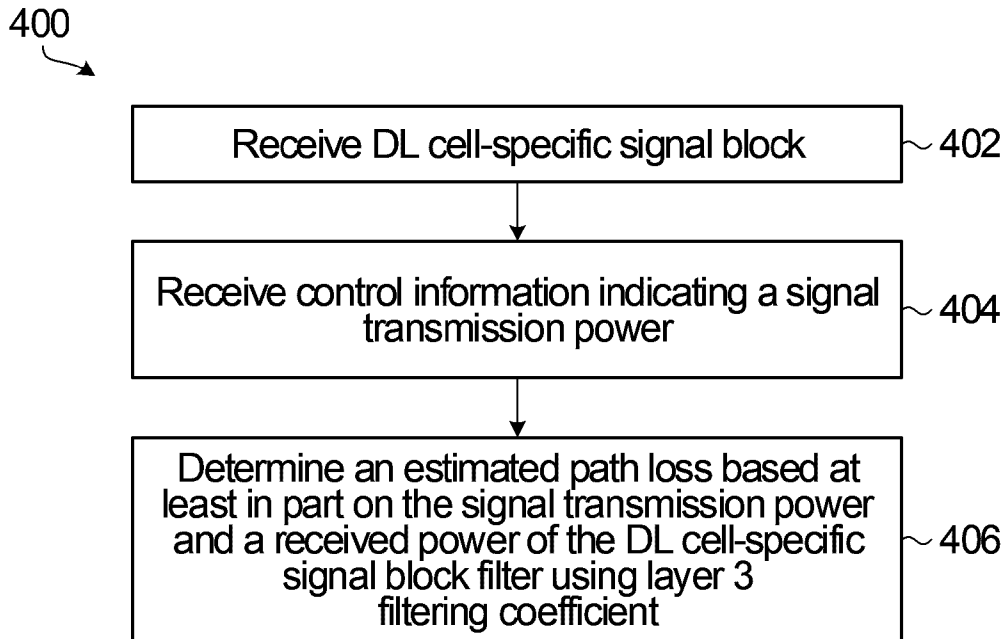 400
Receive DL cell-specific signal block
402
Receive control information indicating a signal
transmission power
404
Determine an estimated path loss based at
least in part on the signal transmission power
and a received power of the DL cell-specific
signal block filter using layer 3
filtering coefficient
406